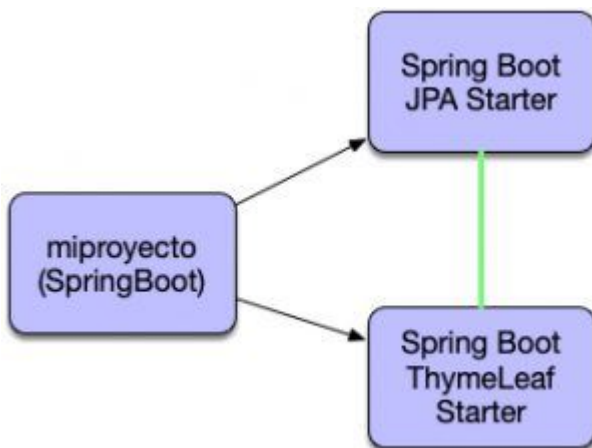 Spring Boot
JPA Starter
miproyecto
(SpringBoot)
Spring Boot
ThymeLeaf
Starter